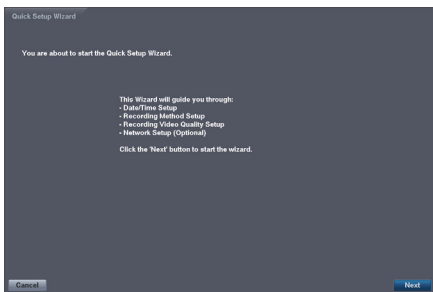 Quick Setup Wizard
You are about to start the Quick Setup Wizard.
This Wizard will guide you through:
• Date/Time Setup
• Recording Method Setup
• Recording Video Quality Setup
• Network Setup (Optional)
Click the 'Next' button to start the wizard.
Cancel Next